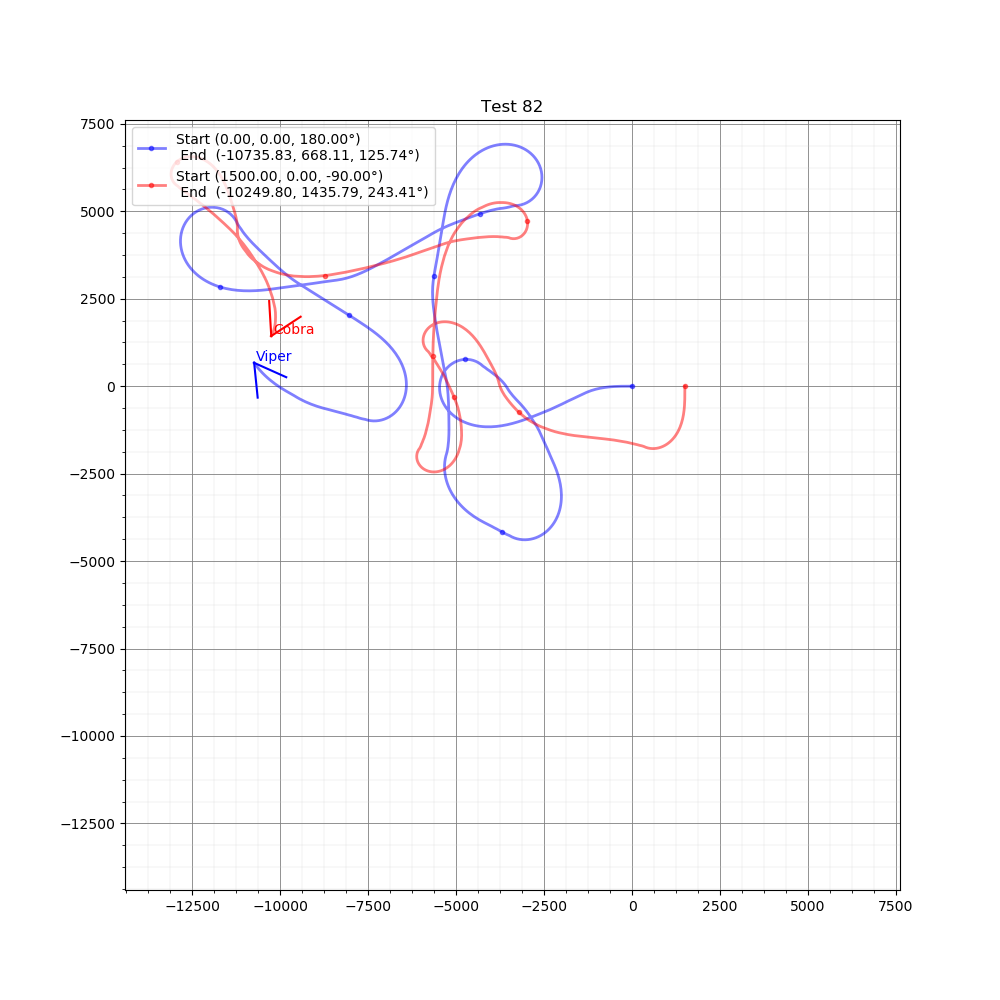 Test 82
Start (0.00, 0.00, 180.00°)
End (-10735.83, 668.11, 125.74°)
Start (1500.00, 0.00, -90.00°)
End (-10249.80, 1435.79, 243.41°)
7500
5000
2500
0
−2500
−5000
−7500
−10000
−12500
Cobra
Viper
−12500 −10000 −7500 −5000 −2500 0 2500 5000 7500